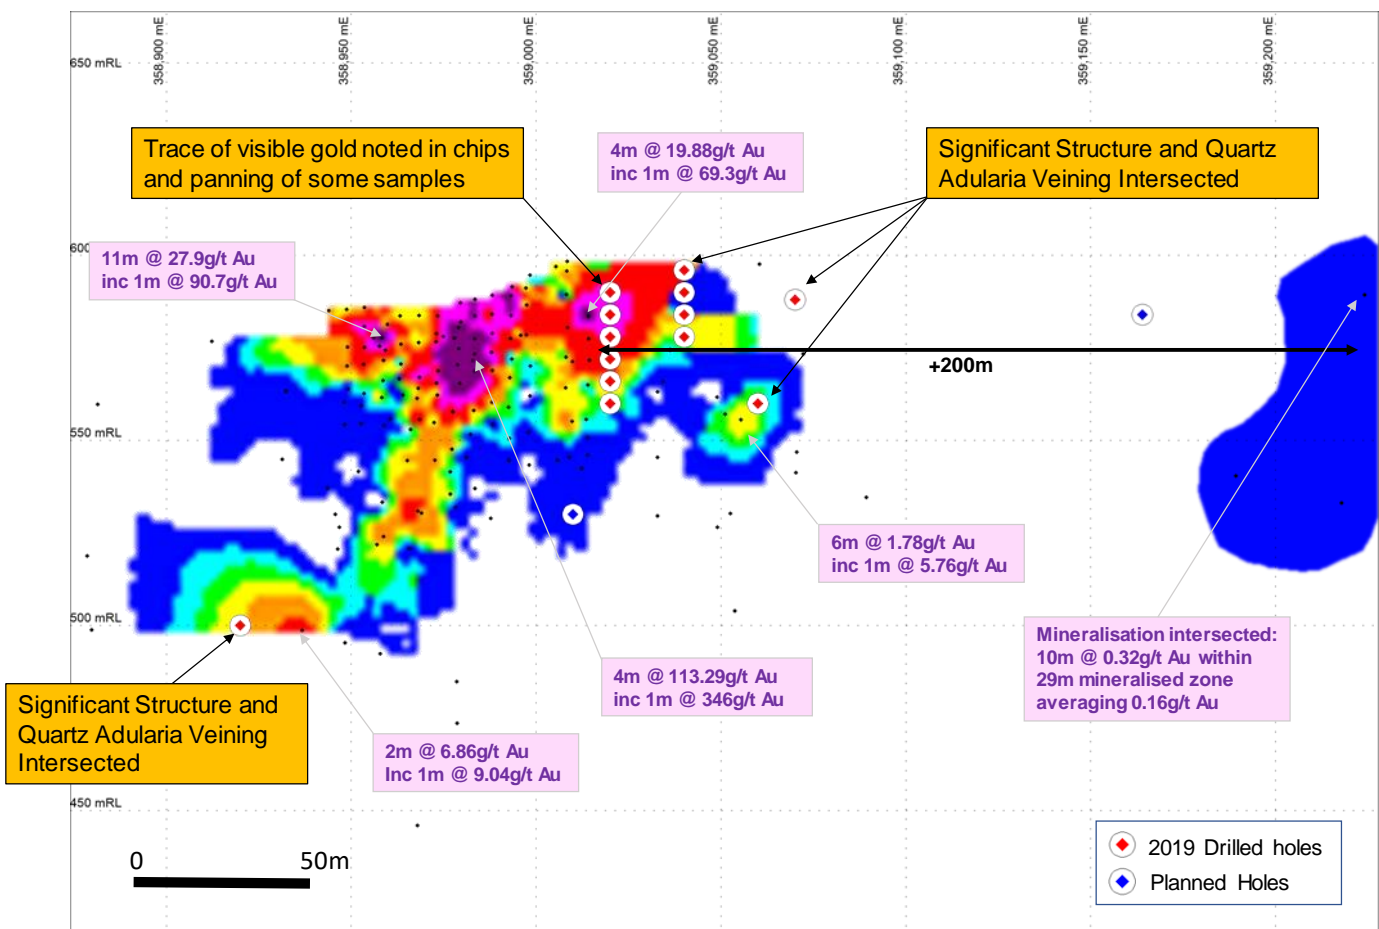 358,900 mE
358,950 mE
359,000 mE
359,050 mE
359,100 mE
359,150 mE
359,200 mE
650 mRL
Trace of visible gold noted in chips
and panning of some samples
4m @ 19.88g/t Au
inc 1m @ 69.3g/t Au
Significant Structure and Quartz
Adularia Veining Intersected
600
11m @ 27.9g/t Au
inc 1m @ 90.7g/t Au
+200m
550 mRL
6m @ 1.78g/t Au
inc 1m @ 5.76g/t Au
500 mRL
Mineralisation intersected:
10m @ 0.32g/t Au within
29m mineralised zone
averaging 0.16g/t Au
4m @ 113.29g/t Au
inc 1m @ 346g/t Au
Significant Structure and
Quartz Adularia Veining
Intersected
2m @ 6.86g/t Au
Inc 1m @ 9.04g/t Au
450 mRL
0 50m
2019 Drilled holes
Planned Holes